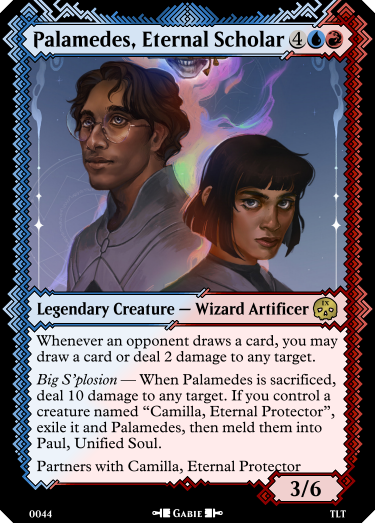 Palamedes, Eternal Scholar 4
Legendary Creature — Wizard Artificer IX
Whenever an opponent draws a card, you may
draw a card or deal 2 damage to any target.
Big S’plosion — When Palamedes is sacrificed,
deal 10 damage to any target. If you control a
creature named “Camilla, Eternal Protector”,
exile it and Palamedes, then meld them into
Paul, Unified Soul.
Partners with Camilla, Eternal Protector
3/6
0044 GABIE TLT